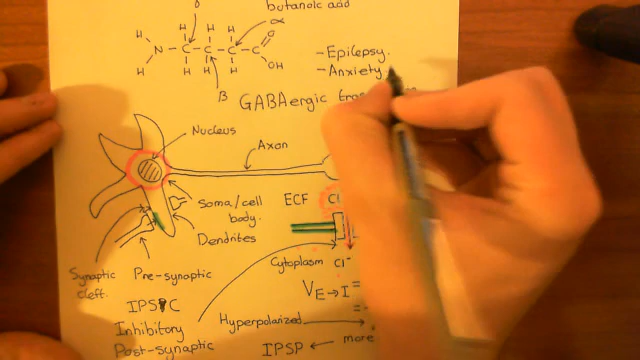 butanoic acid
γ α
H H H H O
N C C C C
H H H H OH
β
-Epilepsy.
-Anxiety
GABAergic
Nucleus
Axon
Soma/cell
body.
Dendrites
ECF Cl
Synaptic
cleft.
Pre-synaptic
Cytoplasm Cl⁻
IPSC
VE→I =
Inhibitory
Post-synaptic
Hyperpolarized
IPSP ← more